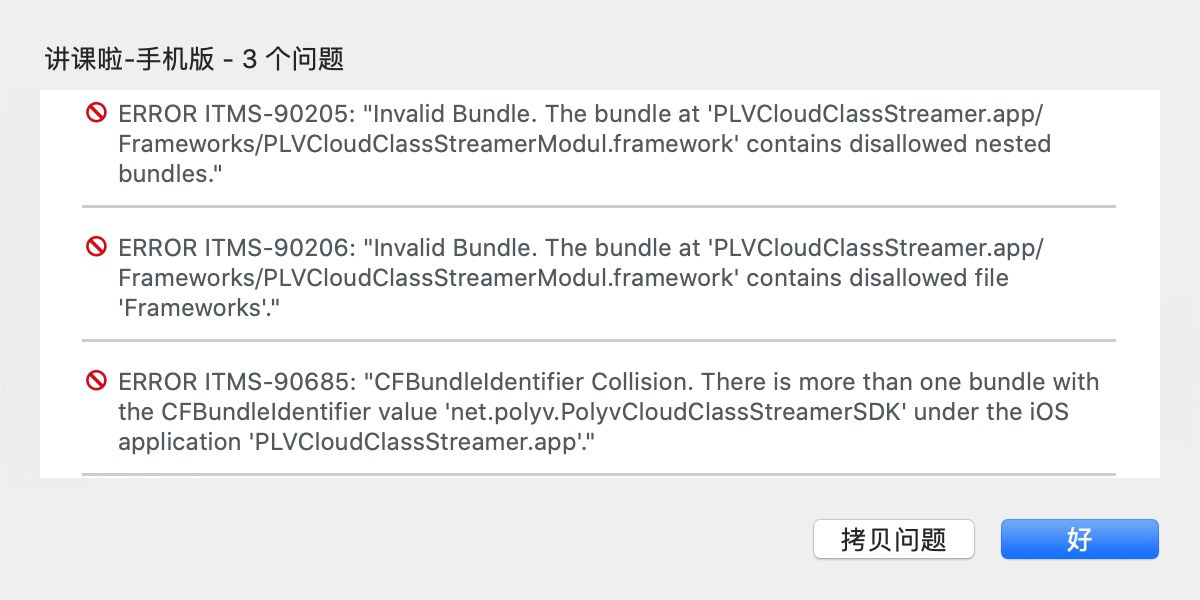 讲课啦-手机版 - 3 个问题
ERROR ITMS-90205: "Invalid Bundle. The bundle at 'PLVCloudClassStreamer.app/
Frameworks/PLVCloudClassStreamerModul.framework' contains disallowed nested
bundles."
ERROR ITMS-90206: "Invalid Bundle. The bundle at 'PLVCloudClassStreamer.app/
Frameworks/PLVCloudClassStreamerModul.framework' contains disallowed file
'Frameworks'."
ERROR ITMS-90685: "CFBundleIdentifier Collision. There is more than one bundle with
the CFBundleIdentifier value 'net.polyv.PolyvCloudClassStreamerSDK' under the iOS
application 'PLVCloudClassStreamer.app'."
拷贝问题
好